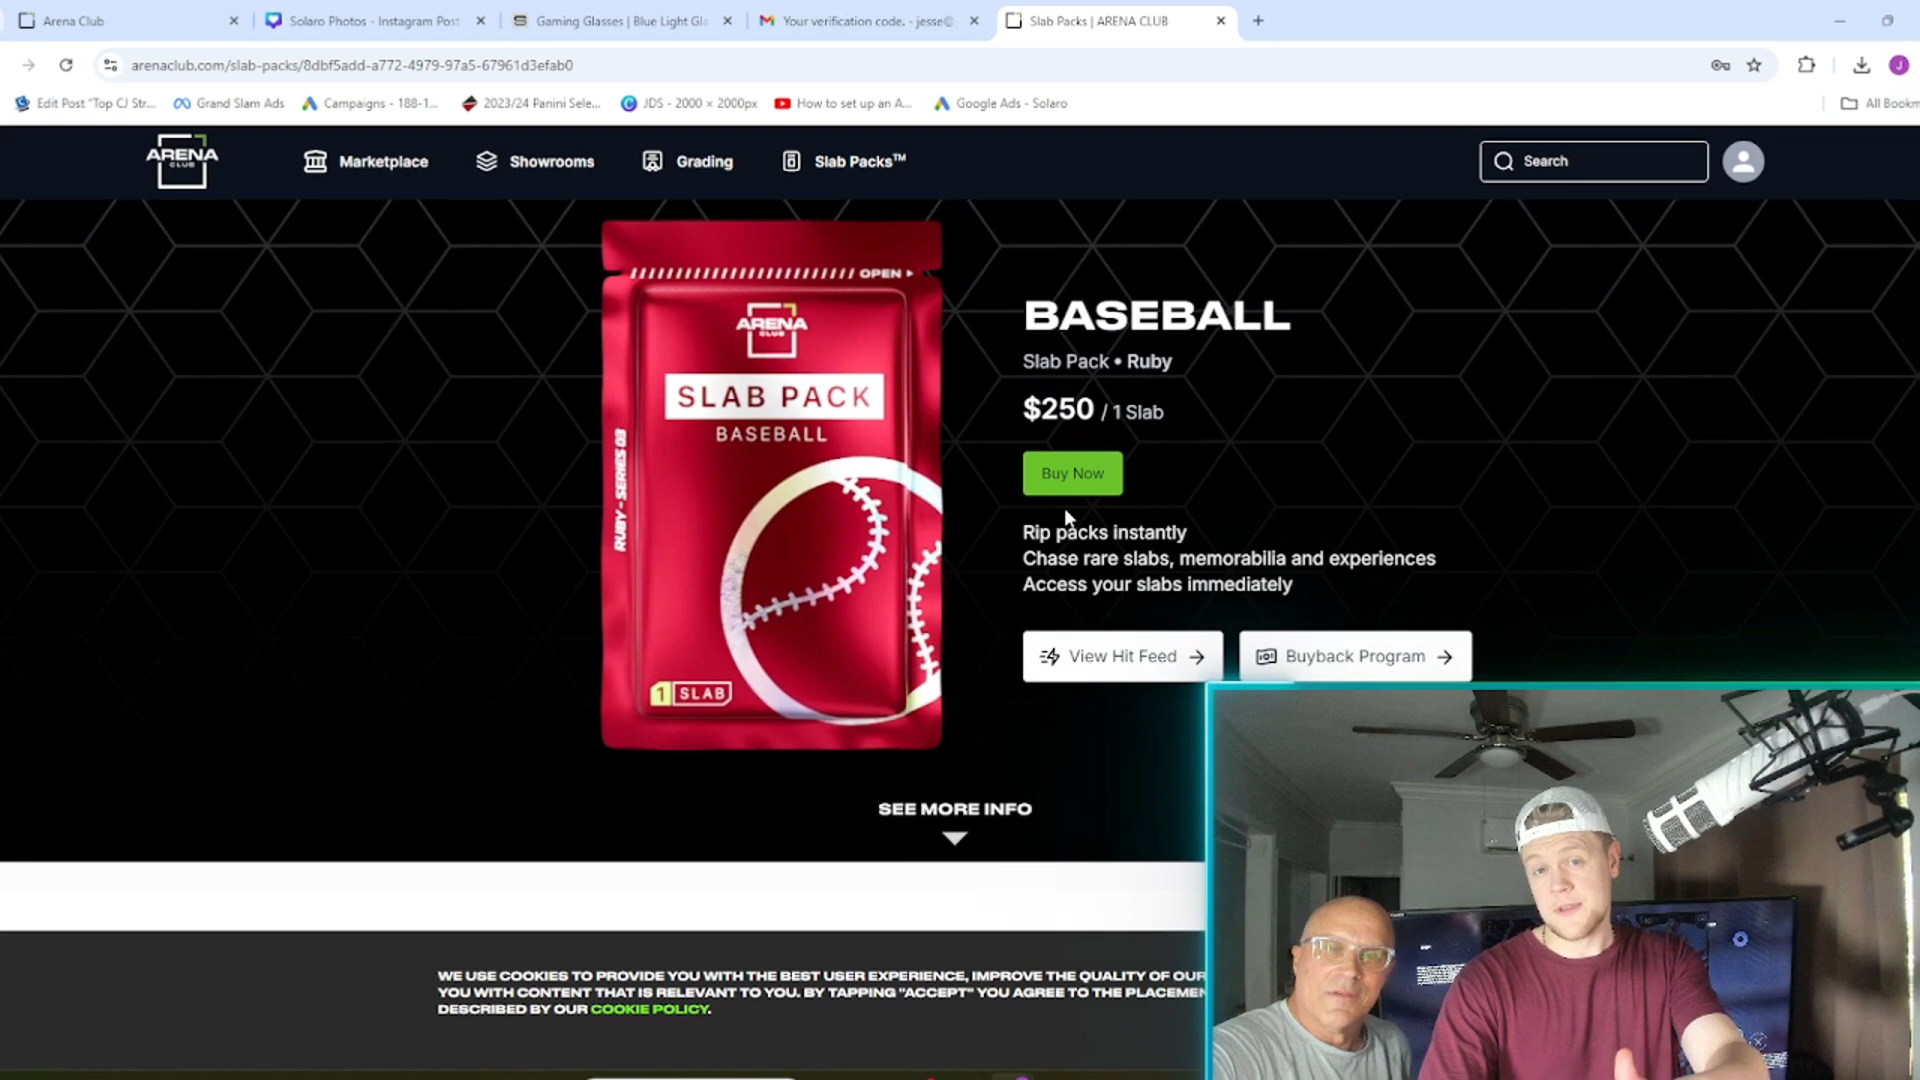 Arena Club
Solaro Photos - Instagram Post
Gaming Glasses | Blue Light Gla
Your verification code. - jesse@
Slab Packs | ARENA CLUB
arenaclub.com/slab-packs/8dbf5add-a772-4979-97a5-67961d3efab0
J
Edit Post "Top CJ Str...
Grand Slam Ads
Campaigns - 188-1...
2023/24 Panini Sele...
JDS - 2000 × 2000px
How to set up an A...
Google Ads - Solaro
All Bookm
ARENA
CLUB
Marketplace
Showrooms
Grading
Slab Packs™
Search
OPEN
ARENA
CLUB
SLAB PACK
BASEBALL
RUBY - SERIES 03
1 SLAB
BASEBALL
Slab Pack • Ruby
$250 / 1 Slab
Buy Now
Rip packs instantly
Chase rare slabs, memorabilia and experiences
Access your slabs immediately
View Hit Feed
Buyback Program
SEE MORE INFO
WE USE COOKIES TO PROVIDE YOU WITH THE BEST USER EXPERIENCE, IMPROVE THE QUALITY OF OUR
YOU WITH CONTENT THAT IS RELEVANT TO YOU. BY TAPPING "ACCEPT" YOU AGREE TO THE PLACEMEN
DESCRIBED BY OUR COOKIE POLICY.